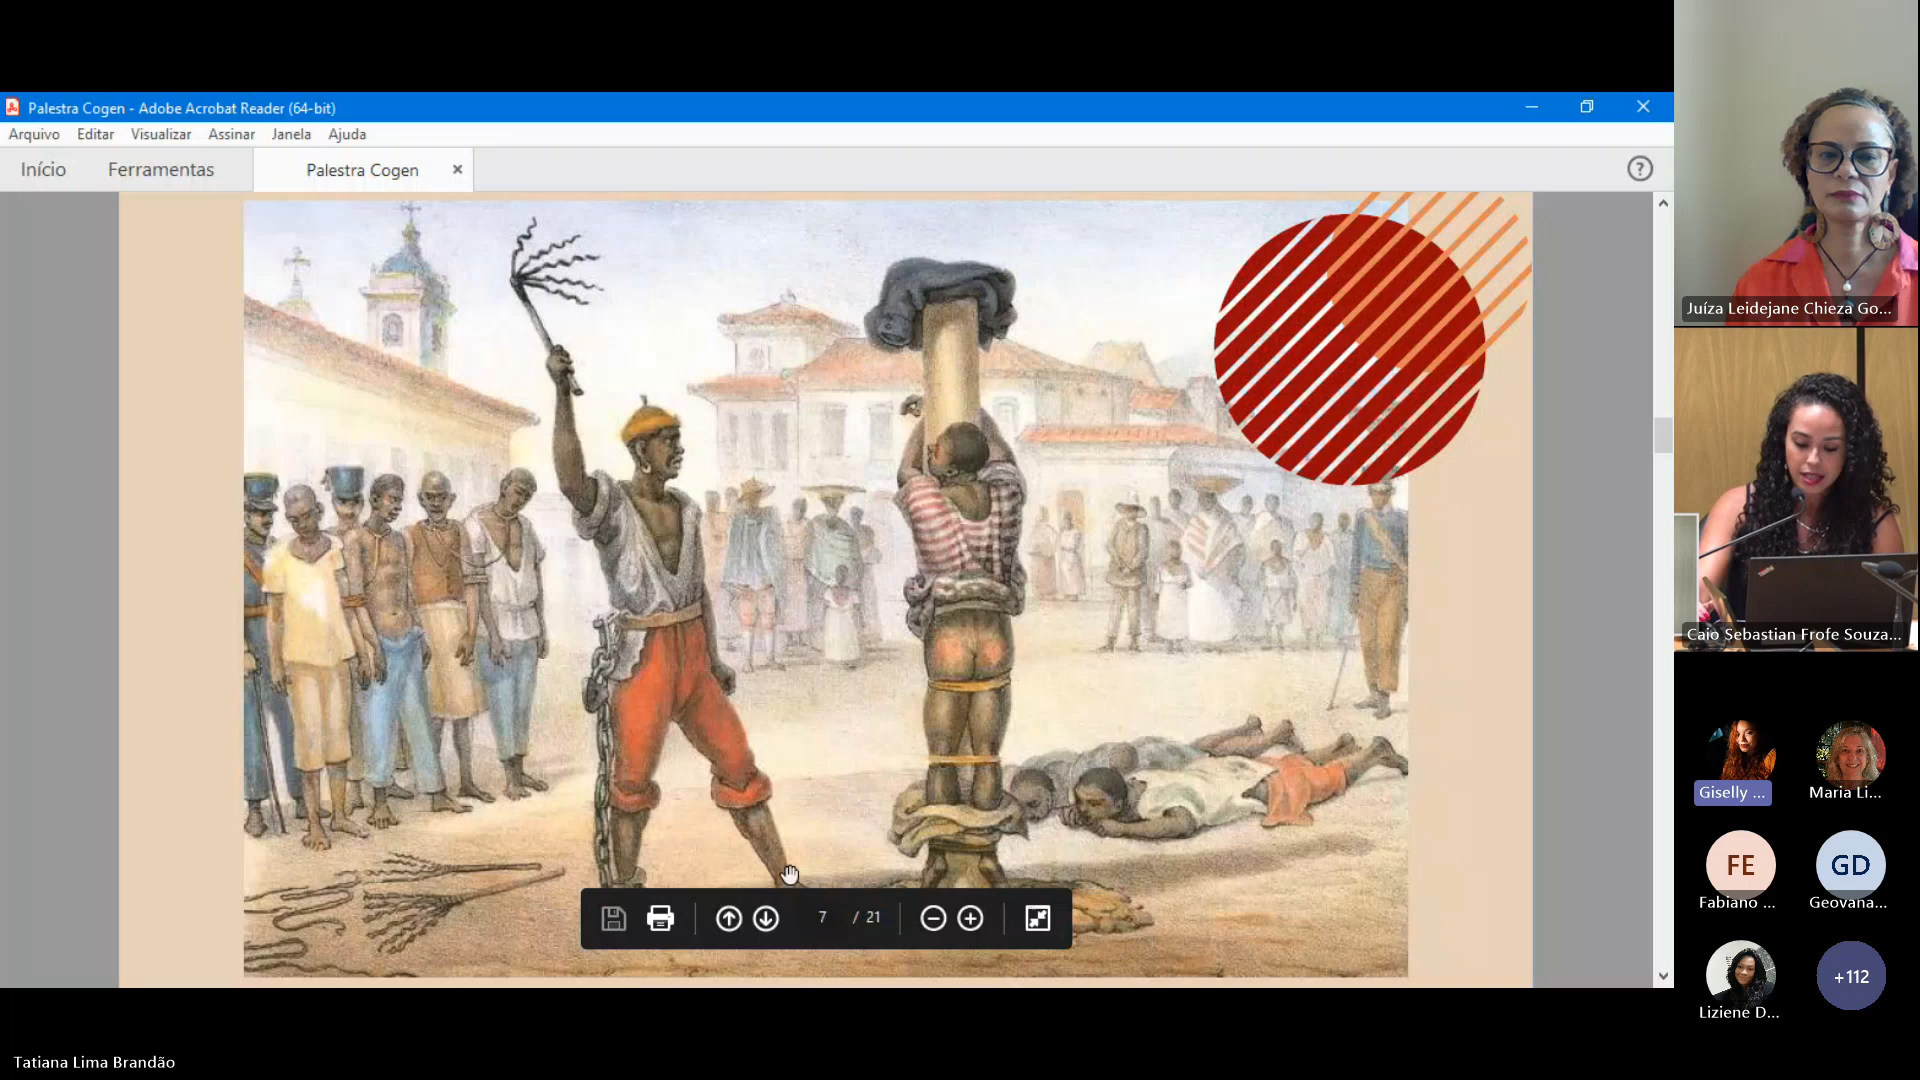 Palestra Cogen - Adobe Acrobat Reader (64-bit)
Arquivo Editar Visualizar Assinar Janela Ajuda
Início Ferramentas Palestra Cogen
7 / 21
Juíza Leidejane Chieza Go...
Caio Sebastian Frofe Souza...
Giselly ... Maria Li...
FE GD
Fabiano ... Geovana...
+112
Liziene D...
Tatiana Lima Brandão